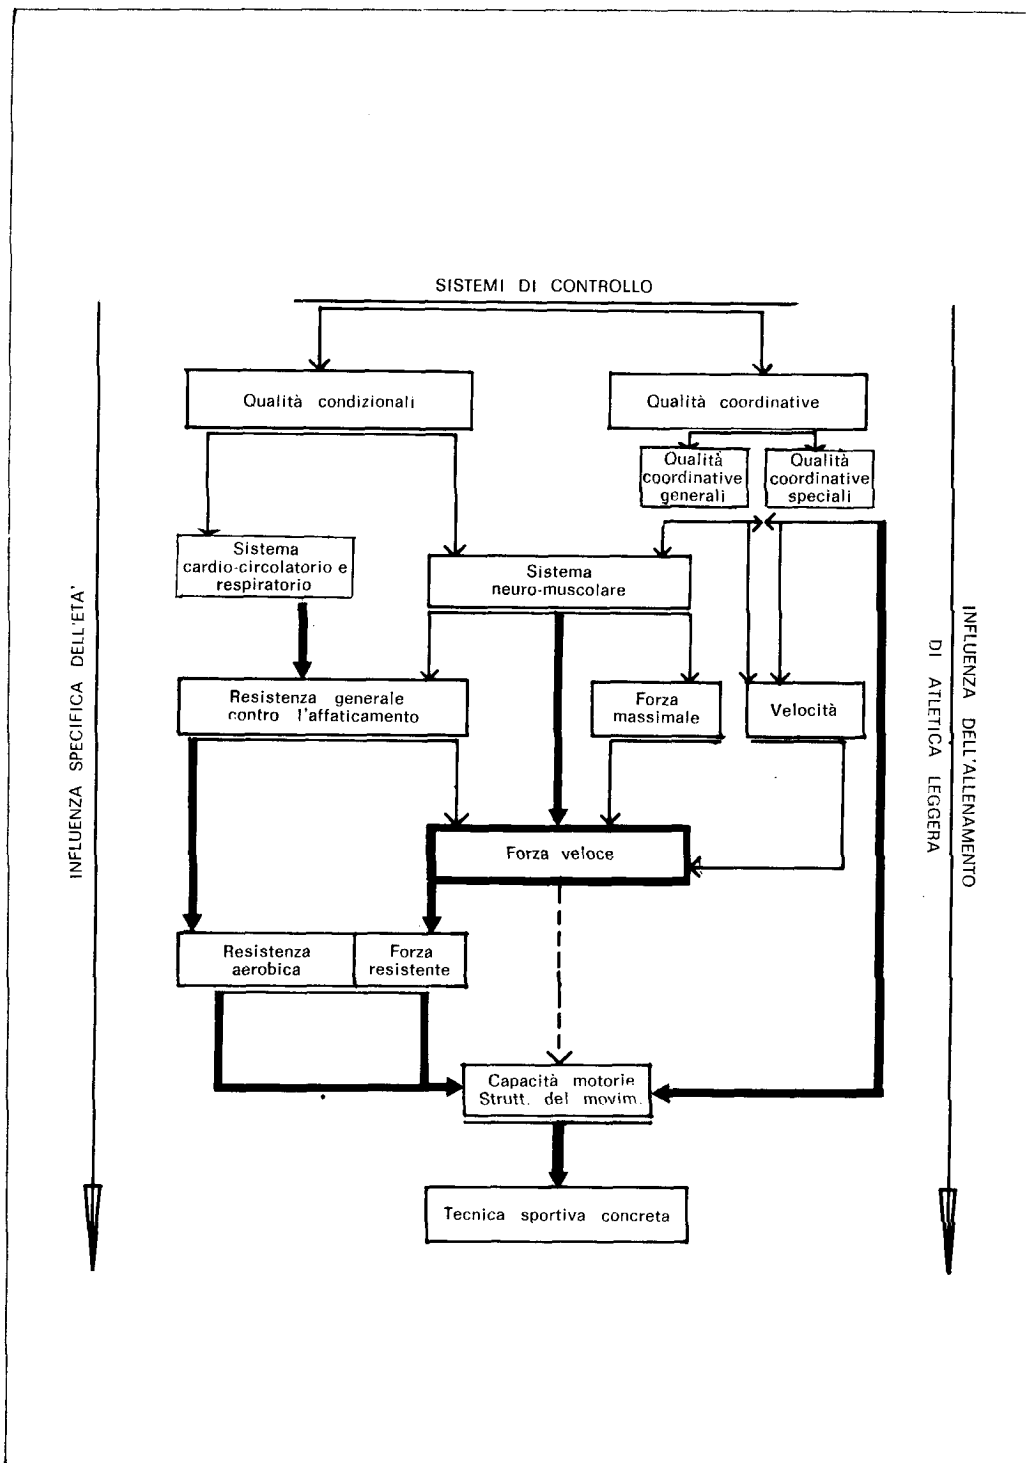 SISTEMI DI CONTROLLO
Qualità condizionali
Qualità coordinative
Qualità
coordinative
generali
Qualità
coordinative
speciali
Sistema
cardio-circolatorio e
respiratorio
Sistema
neuro-muscolare
Resistenza generale
contro l'affaticamento
Forza
massimale
Velocità
Forza veloce
Resistenza
aerobica
Forza
resistente
Capacità motorie
Strutt. del movim.
Tecnica sportiva concreta
INFLUENZA SPECIFICA DELL'ETA'
INFLUENZA DELL'ALLENAMENTO
DI ATLETICA LEGGERA